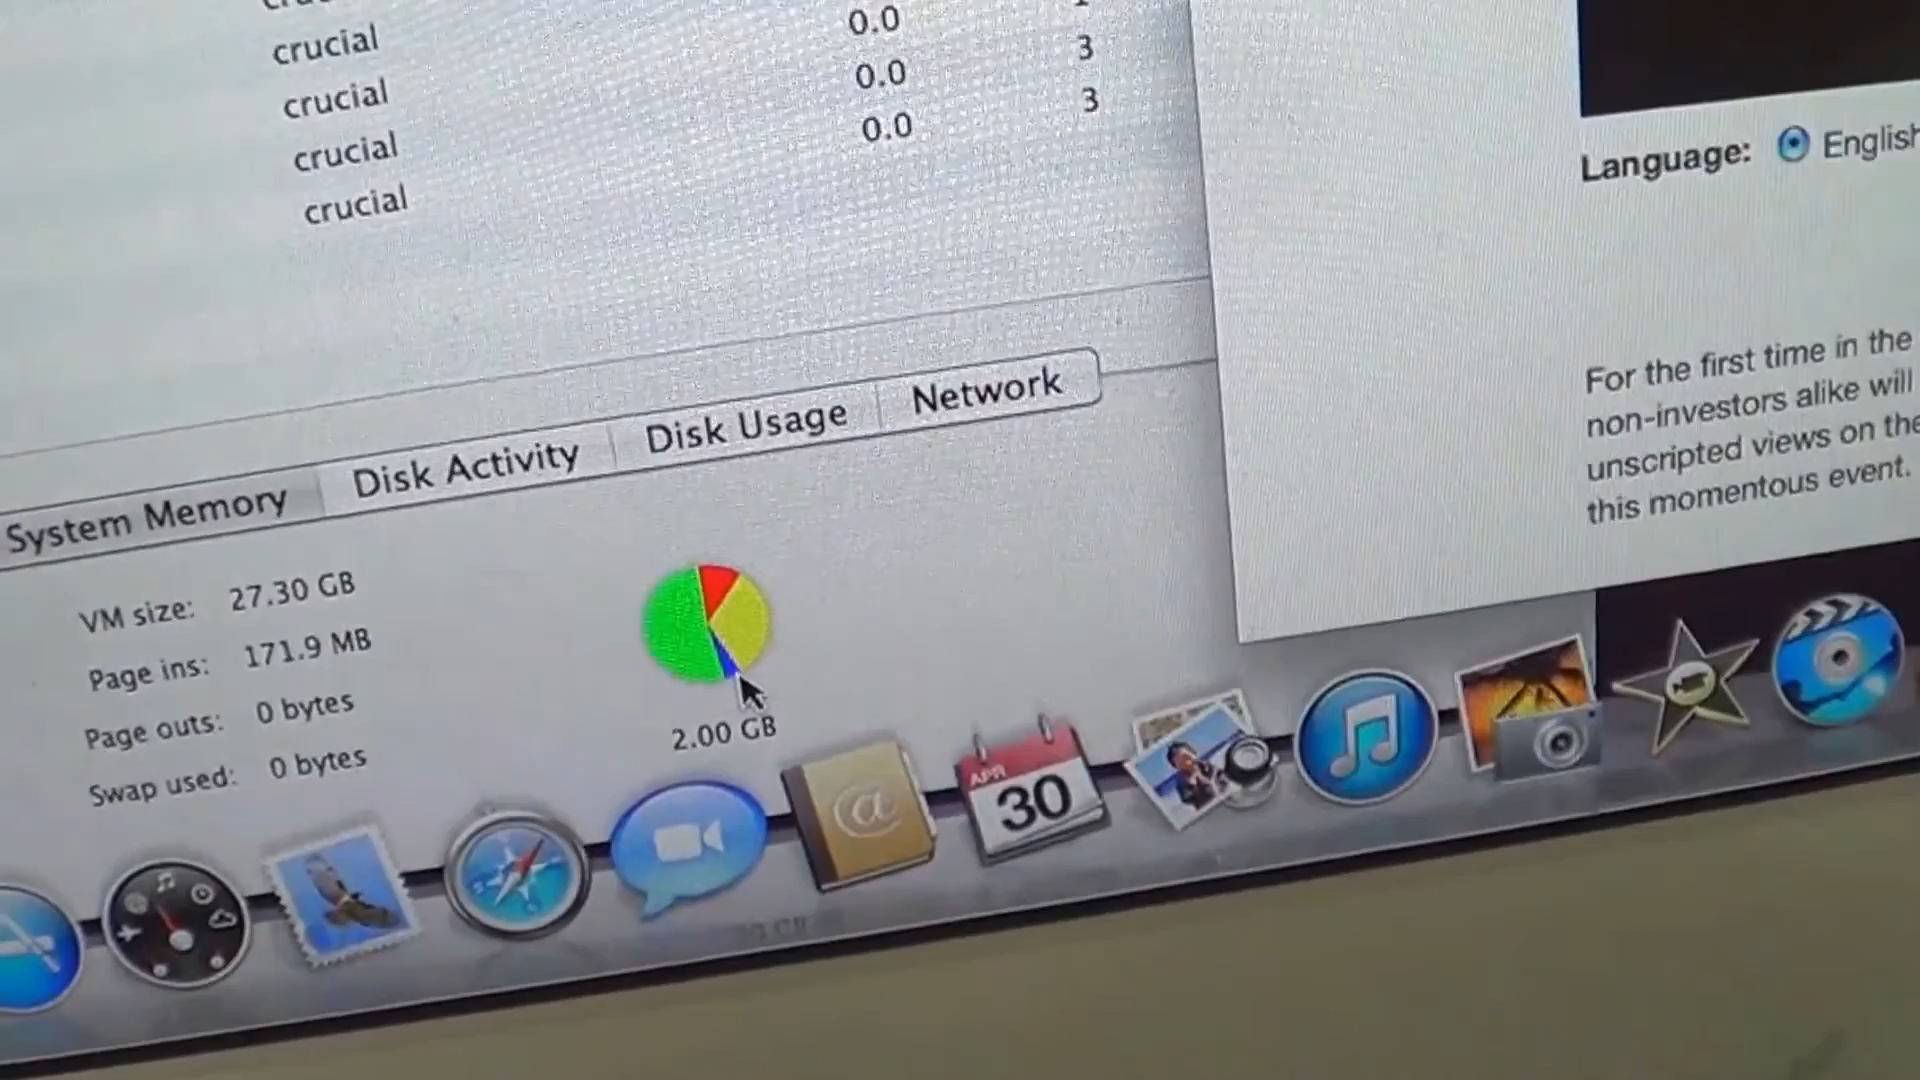 crucial 0.0
crucial 0.0 3
crucial 0.0 3
crucial
Language: English
For the first time in the
non-investors alike will
unscripted views on the
this momentous event.
System Memory Disk Activity Disk Usage Network
VM size: 27.30 GB
Page ins: 171.9 MB
Page outs: 0 bytes
Swap used: 0 bytes
2.00 GB
@
APR
30